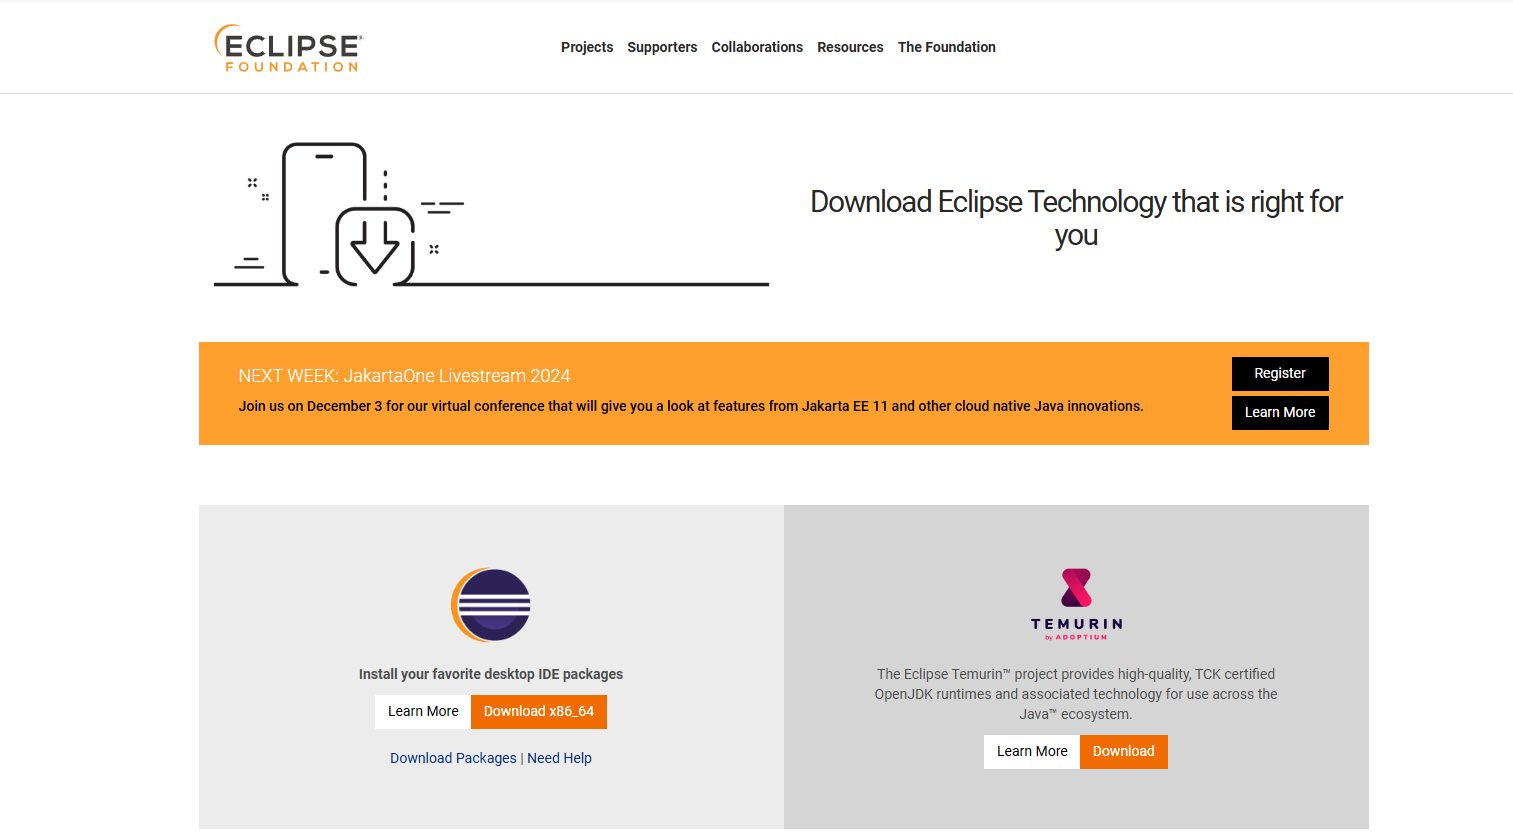 ECLIPSE
FOUNDATION
Projects Supporters Collaborations Resources The Foundation
Download Eclipse Technology that is right for
you
NEXT WEEK: JakartaOne Livestream 2024
Join us on December 3 for our virtual conference that will give you a look at features from Jakarta EE 11 and other cloud native Java innovations.
Register
Learn More
Install your favorite desktop IDE packages
Learn More Download x86_64
Download Packages | Need Help
TEMURIN
by ADOPTIUM
The Eclipse Temurin™ project provides high-quality, TCK certified
OpenJDK runtimes and associated technology for use across the
Java™ ecosystem.
Learn More Download